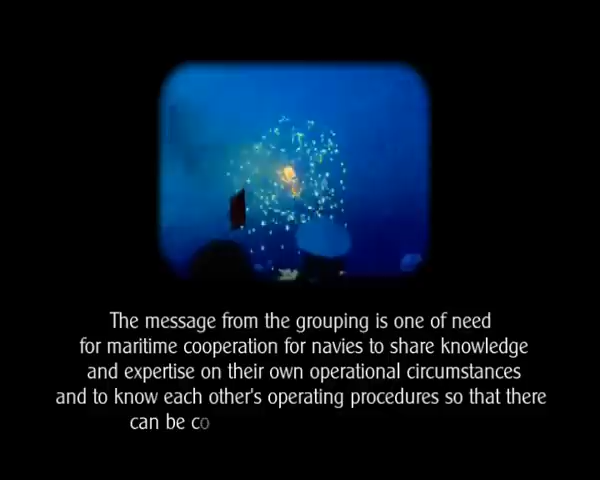 The message from the grouping is one of need
for maritime cooperation for navies to share knowledge
and expertise on their own operational circumstances
and to know each other's operating procedures so that there
can be co